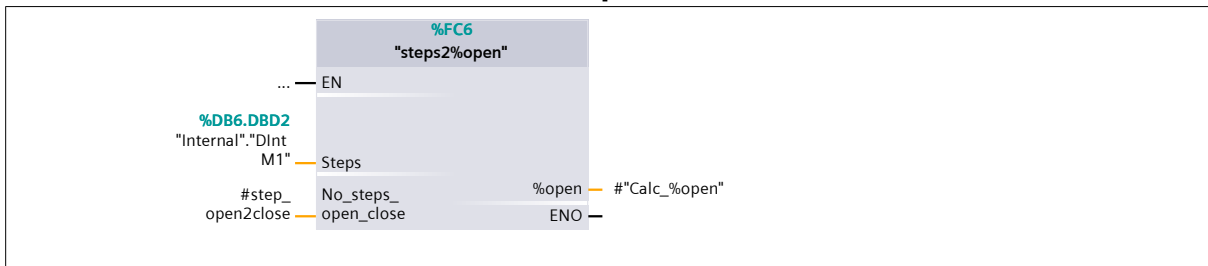 %FC6
"steps2%open"
... EN
%DB6.DBD2
"Internal"."DInt
M1"
Steps
#step_
open2close
No_steps_
open_close
%open
#"Calc_%open"
ENO